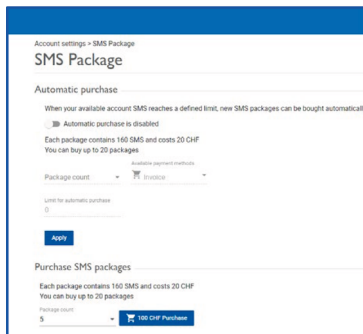 Account settings > SMS Package
SMS Package
Automatic purchase
When your available account SMS reaches a defined limit, new SMS packages can be bought automaticall
Automatic purchase is disabled
Each package contains 160 SMS and costs 20 CHF
You can buy up to 20 packages
Available payment methods
Package count
Invoice
Limit for automatic purchase
0
Apply
Purchase SMS packages
Each package contains 160 SMS and costs 20 CHF
You can buy up to 20 packages
Package count
5
100 CHF Purchase